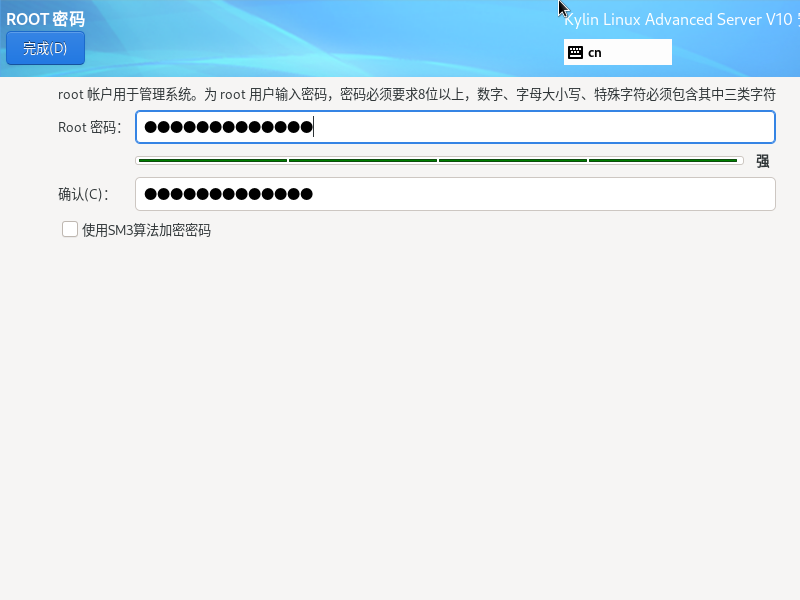 ROOT 密码
Kylin Linux Advanced Server V10
完成(D)
cn
root 帐户用于管理系统。为 root 用户输入密码，密码必须要求8位以上，数字、字母大小写、特殊字符必须包含其中三类字符
Root 密码：
●●●●●●●●●●●●●
强
确认(C)：
●●●●●●●●●●●●●
使用SM3算法加密密码